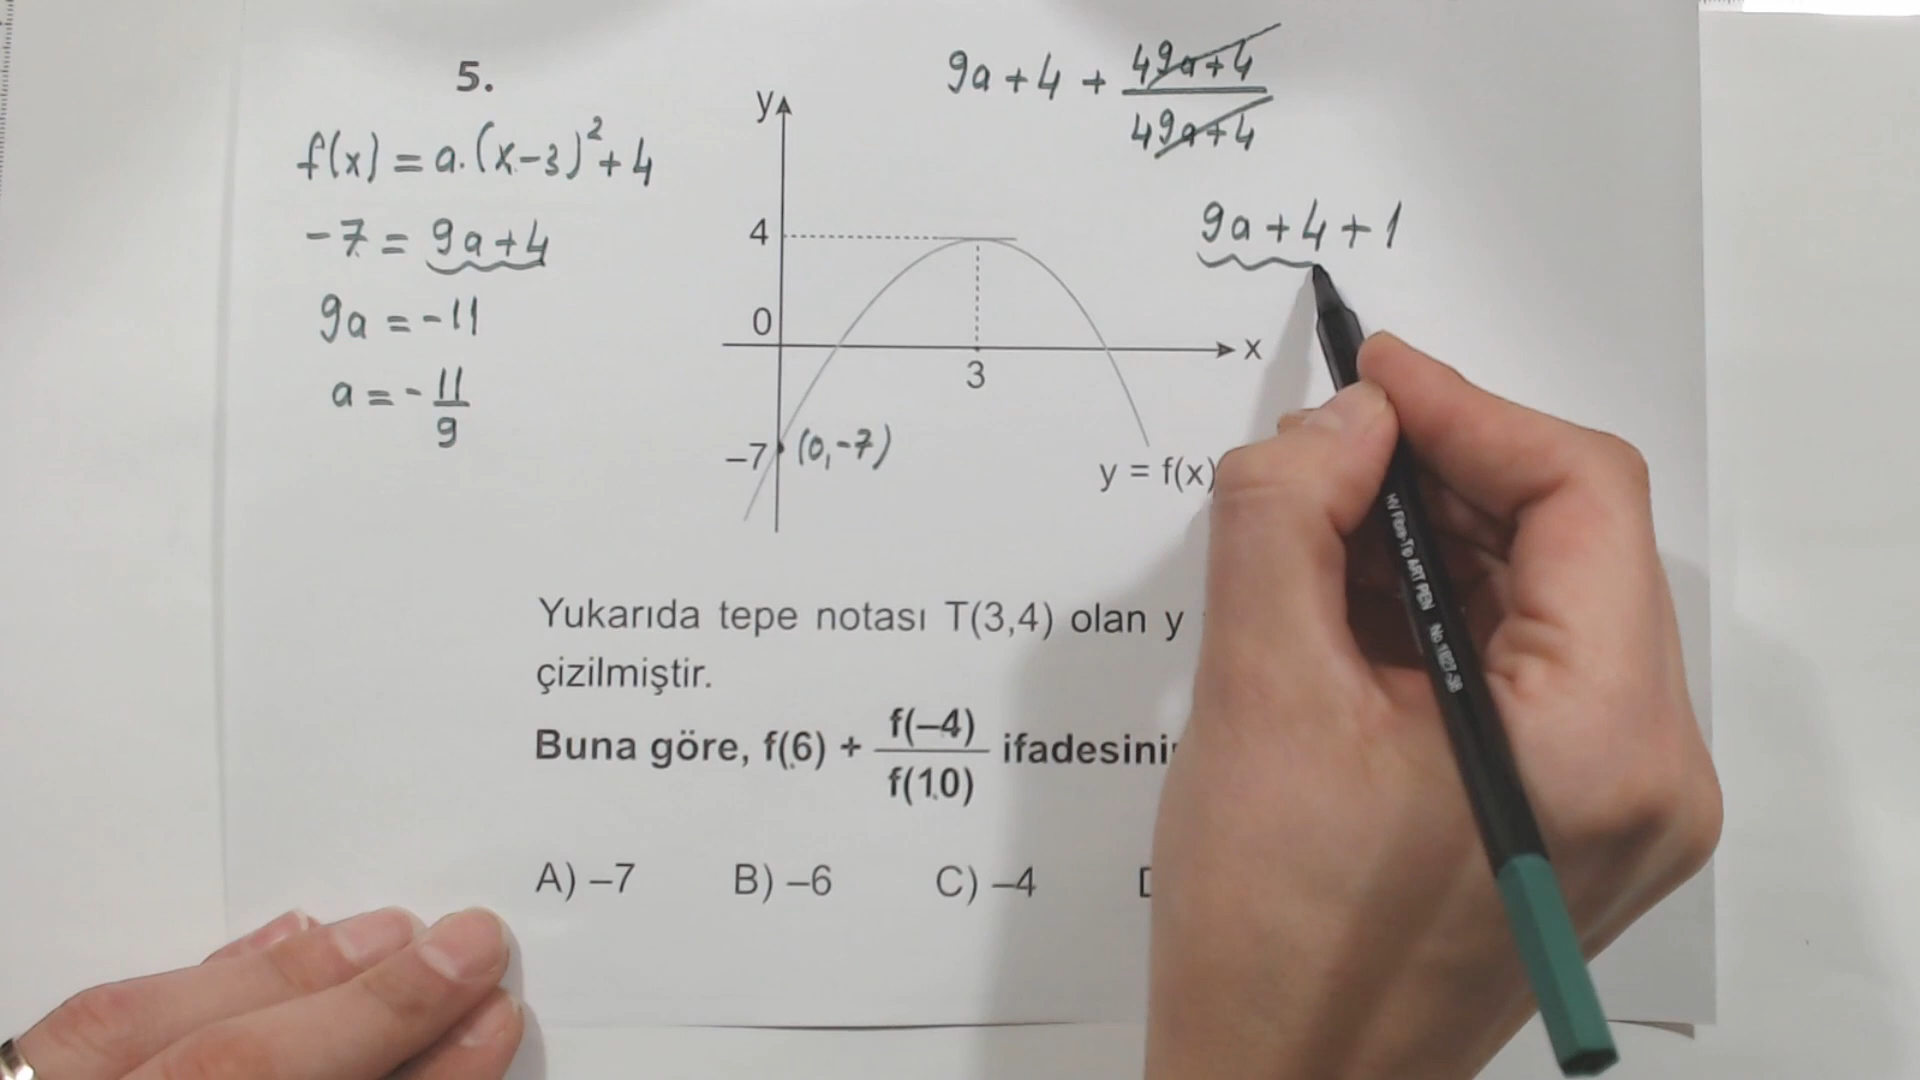 5.
f(x) = a.(x-3)²+4
-7 = 9a+4
9a = -11
a = - 11/9
9a+4 + 49a+4/49a+4
9a+4+1
y
4
0
x
3
–7
(0,-7)
y = f(x)
Yukarıda tepe notası T(3,4) olan y
çizilmiştir.
Buna göre, f(6) + f(–4)/f(10) ifadesini
A) –7 B) –6 C) –4